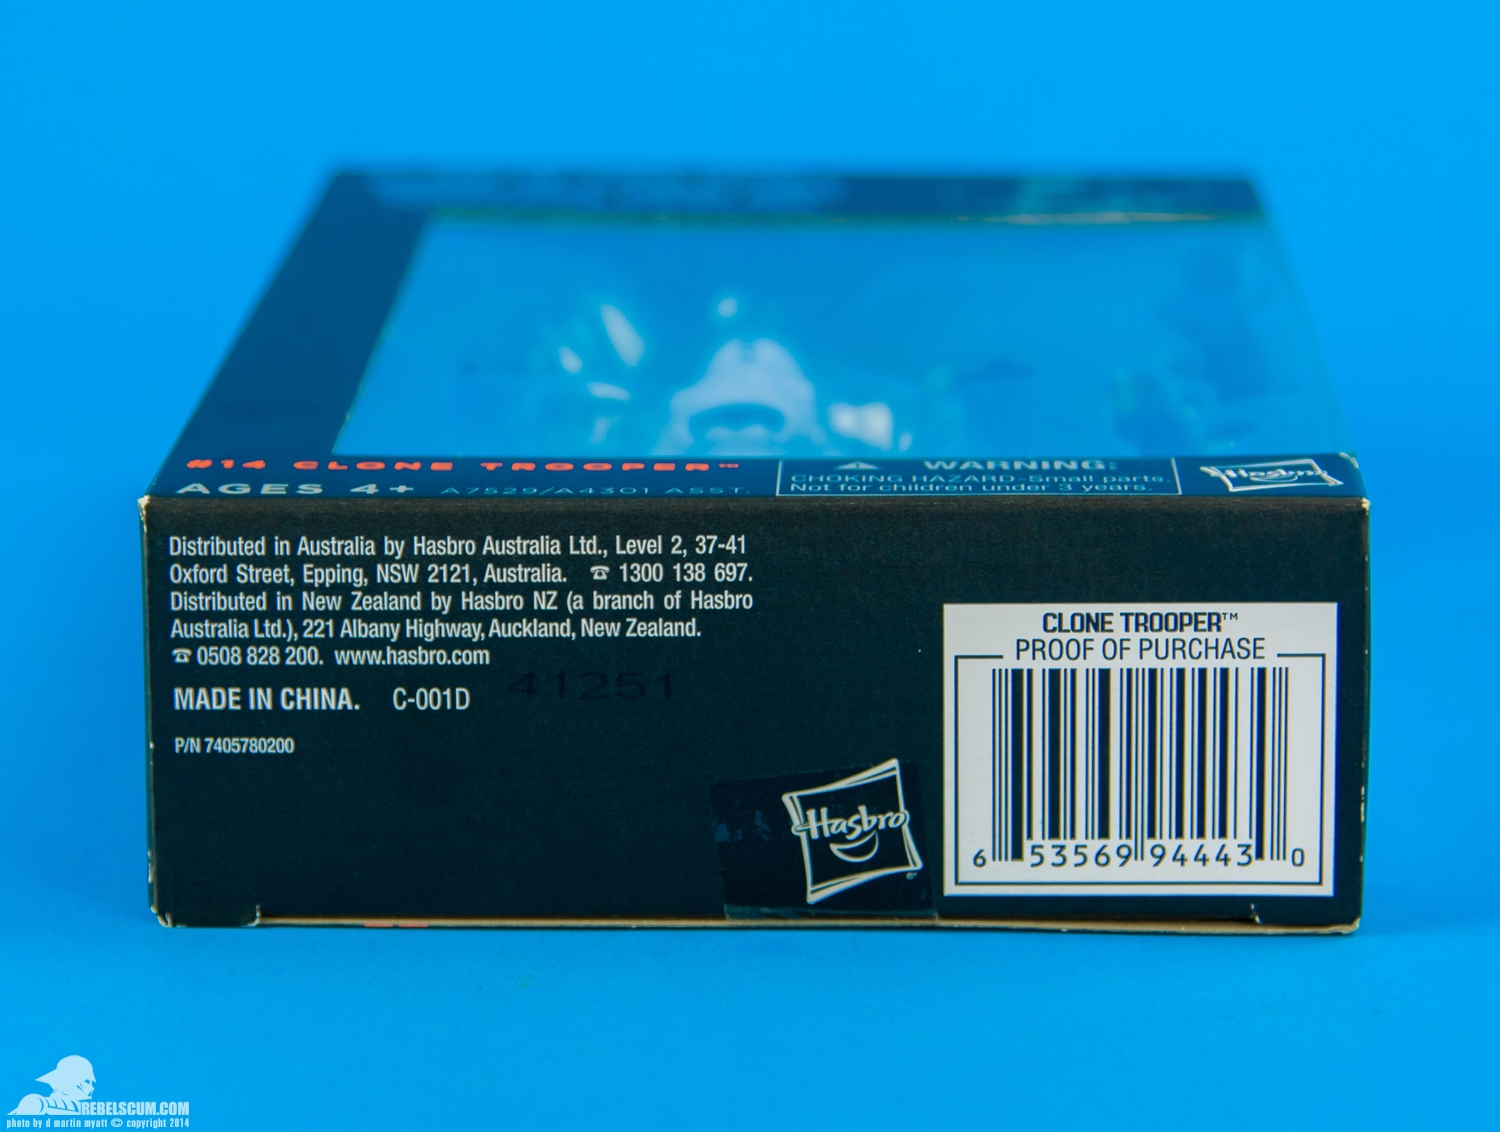 #14 CLONE TROOPER™
AGES 4+ A7529/A4301 ASST.
⚠ WARNING:
CHOKING HAZARD-Small parts.
Not for children under 3 years.
Hasbro
Distributed in Australia by Hasbro Australia Ltd., Level 2, 37-41
Oxford Street, Epping, NSW 2121, Australia. ☎ 1300 138 697.
Distributed in New Zealand by Hasbro NZ (a branch of Hasbro
Australia Ltd.), 221 Albany Highway, Auckland, New Zealand.
☎ 0508 828 200. www.hasbro.com
MADE IN CHINA. C-001D
41251
P/N 7405780200
Hasbro®
CLONE TROOPER™
PROOF OF PURCHASE
6 53569 94443 0
REBELSCUM.COM
photo by d martin myatt © copyright 2014